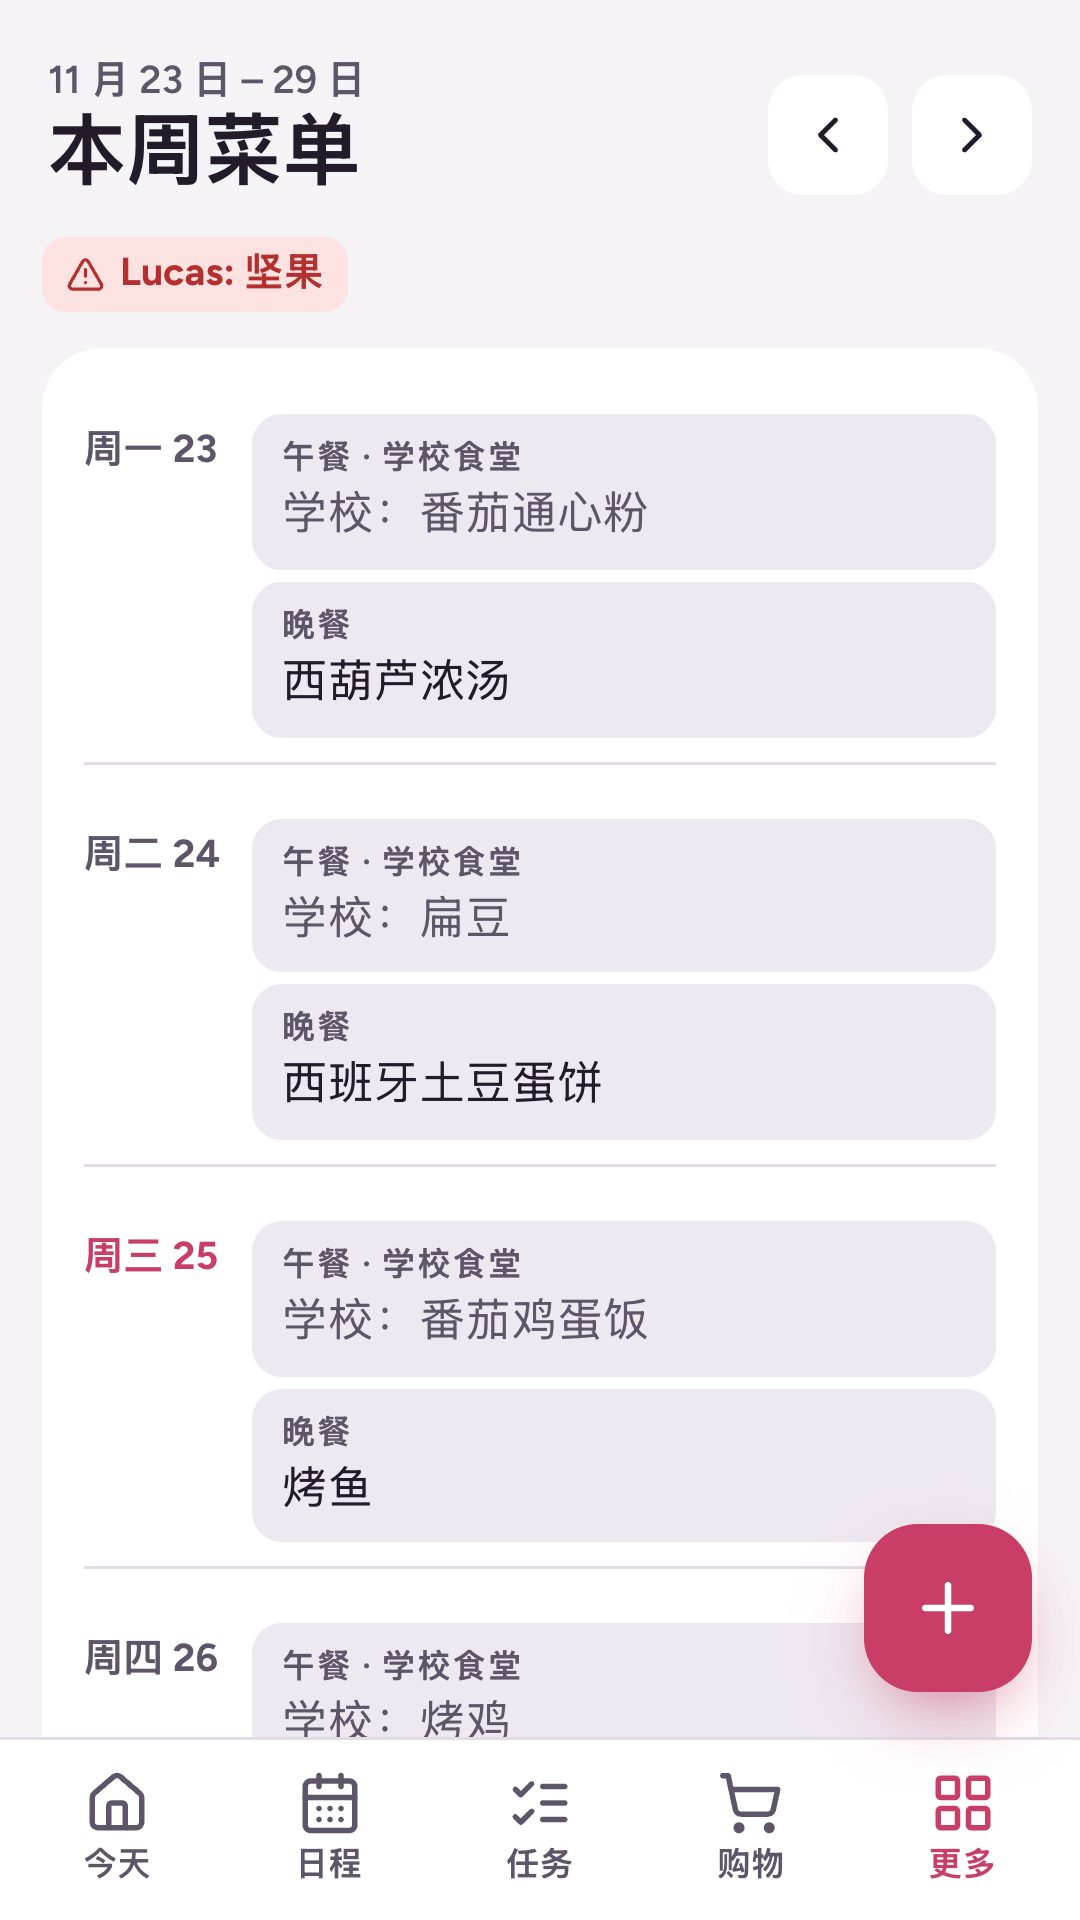 11 月 23 日 – 29 日
本周菜单
Lucas: 坚果
周一 23
午餐 · 学校食堂
学校：番茄通心粉
晚餐
西葫芦浓汤
周二 24
午餐 · 学校食堂
学校：扁豆
晚餐
西班牙土豆蛋饼
周三 25
午餐 · 学校食堂
学校：番茄鸡蛋饭
晚餐
烤鱼
周四 26
午餐 · 学校食堂
学校：烤鸡
今天
日程
任务
购物
更多